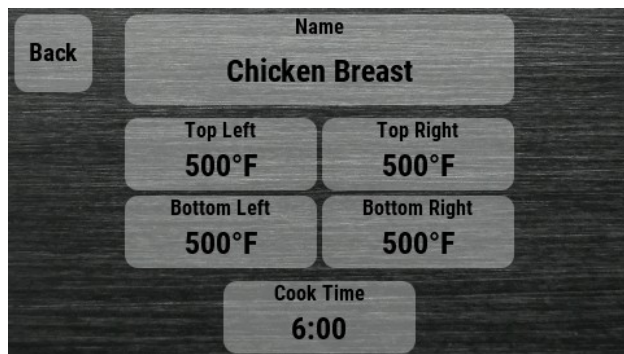 Back
Name
Chicken Breast
Top Left
500°F
Top Right
500°F
Bottom Left
500°F
Bottom Right
500°F
Cook Time
6:00